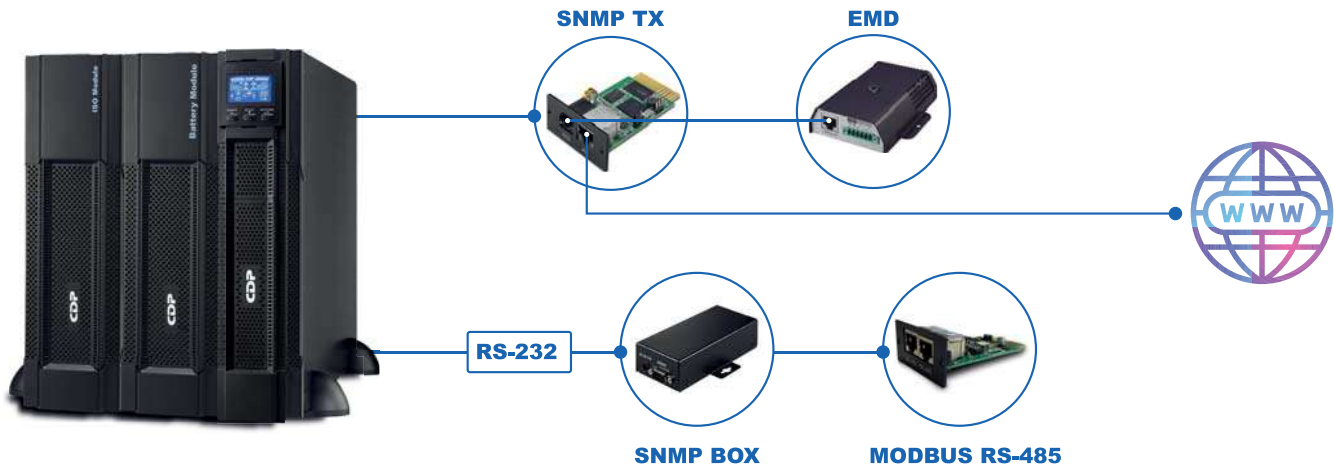 SNMP TX
EMD
ISO Module
Battery Module
WWW
CDP
CDP
CDP
RS-232
SNMP BOX
MODBUS RS-485